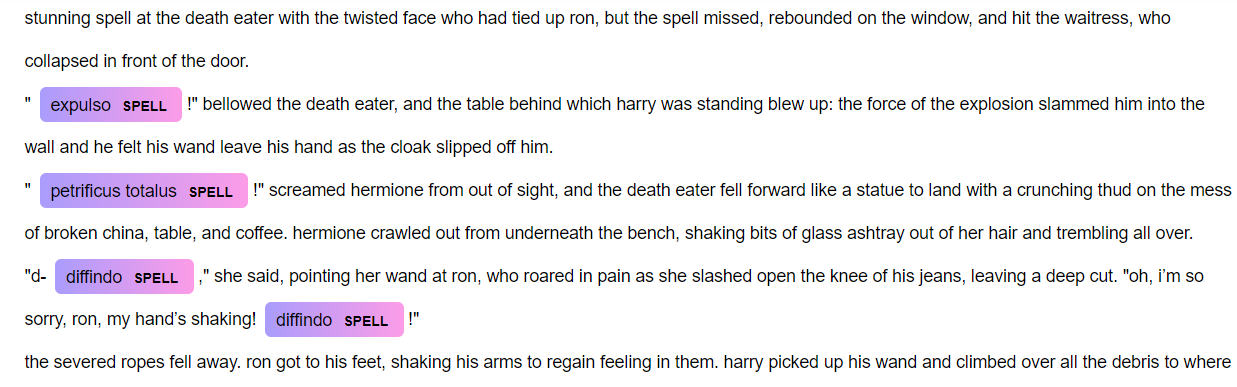 stunning spell at the death eater with the twisted face who had tied up ron, but the spell missed, rebounded on the window, and hit the waitress, who
collapsed in front of the door.
" expulso SPELL !" bellowed the death eater, and the table behind which harry was standing blew up: the force of the explosion slammed him into the
wall and he felt his wand leave his hand as the cloak slipped off him.
" petrificus totalus SPELL !" screamed hermione from out of sight, and the death eater fell forward like a statue to land with a crunching thud on the mess
of broken china, table, and coffee. hermione crawled out from underneath the bench, shaking bits of glass ashtray out of her hair and trembling all over.
"d- diffindo SPELL ," she said, pointing her wand at ron, who roared in pain as she slashed open the knee of his jeans, leaving a deep cut. "oh, i’m so
sorry, ron, my hand’s shaking! diffindo SPELL !"
the severed ropes fell away. ron got to his feet, shaking his arms to regain feeling in them. harry picked up his wand and climbed over all the debris to where